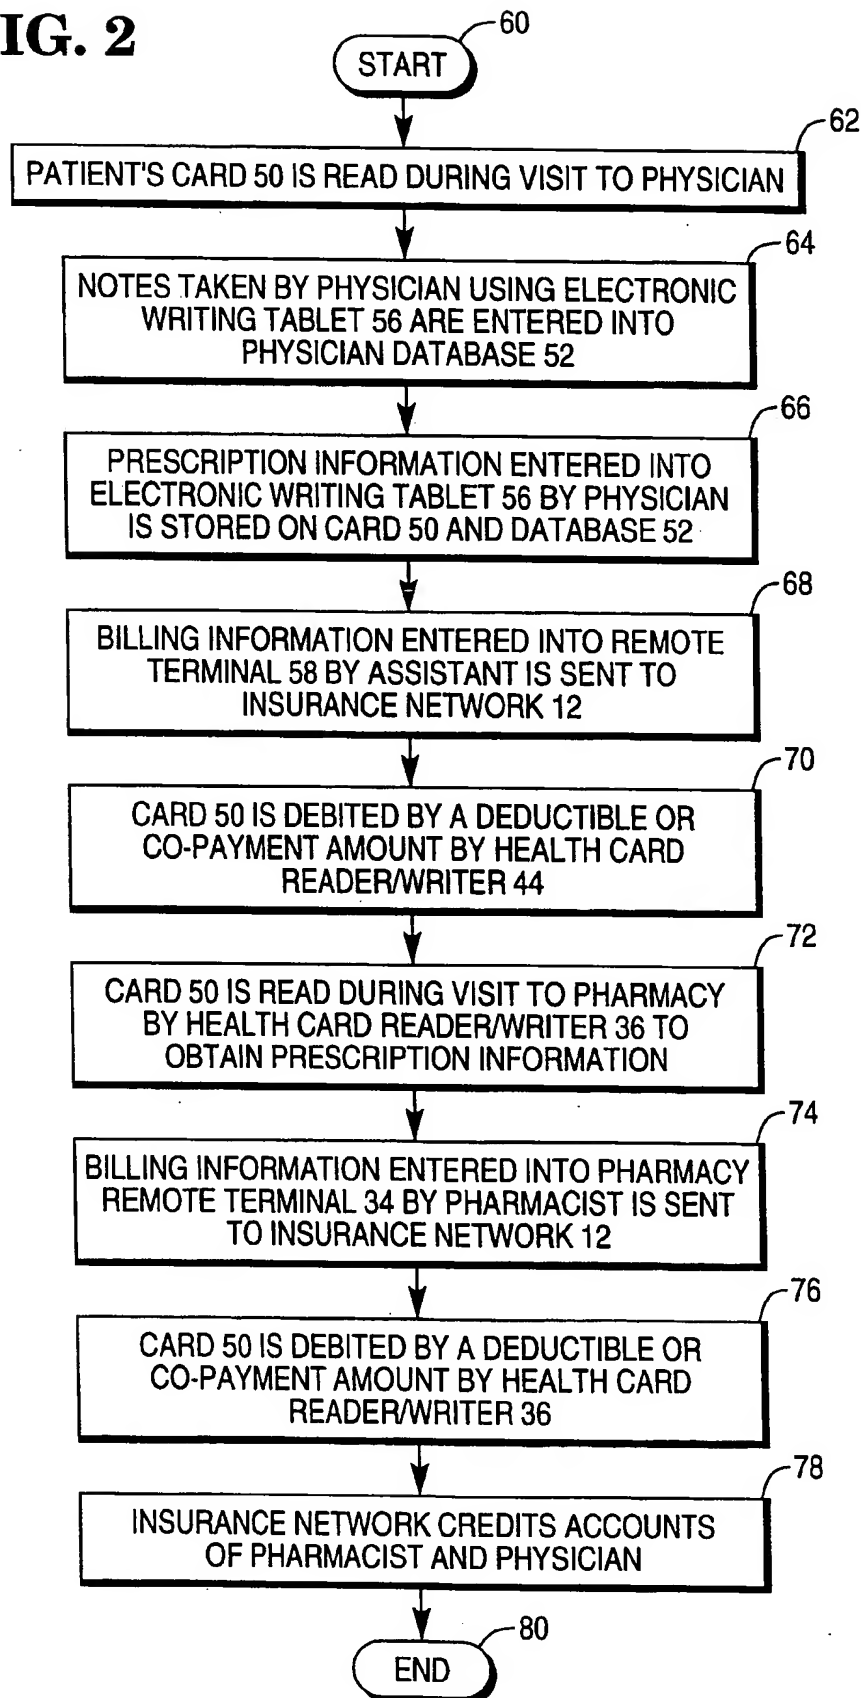 IG. 2
60
START
62
PATIENT'S CARD 50 IS READ DURING VISIT TO PHYSICIAN
64
NOTES TAKEN BY PHYSICIAN USING ELECTRONIC
WRITING TABLET 56 ARE ENTERED INTO
PHYSICIAN DATABASE 52
66
PRESCRIPTION INFORMATION ENTERED INTO
ELECTRONIC WRITING TABLET 56 BY PHYSICIAN
IS STORED ON CARD 50 AND DATABASE 52
68
BILLING INFORMATION ENTERED INTO REMOTE
TERMINAL 58 BY ASSISTANT IS SENT TO
INSURANCE NETWORK 12
70
CARD 50 IS DEBITED BY A DEDUCTIBLE OR
CO-PAYMENT AMOUNT BY HEALTH CARD
READER/WRITER 44
72
CARD 50 IS READ DURING VISIT TO PHARMACY
BY HEALTH CARD READER/WRITER 36 TO
OBTAIN PRESCRIPTION INFORMATION
74
BILLING INFORMATION ENTERED INTO PHARMACY
REMOTE TERMINAL 34 BY PHARMACIST IS SENT
TO INSURANCE NETWORK 12
76
CARD 50 IS DEBITED BY A DEDUCTIBLE OR
CO-PAYMENT AMOUNT BY HEALTH CARD
READER/WRITER 36
78
INSURANCE NETWORK CREDITS ACCOUNTS
OF PHARMACIST AND PHYSICIAN
80
END